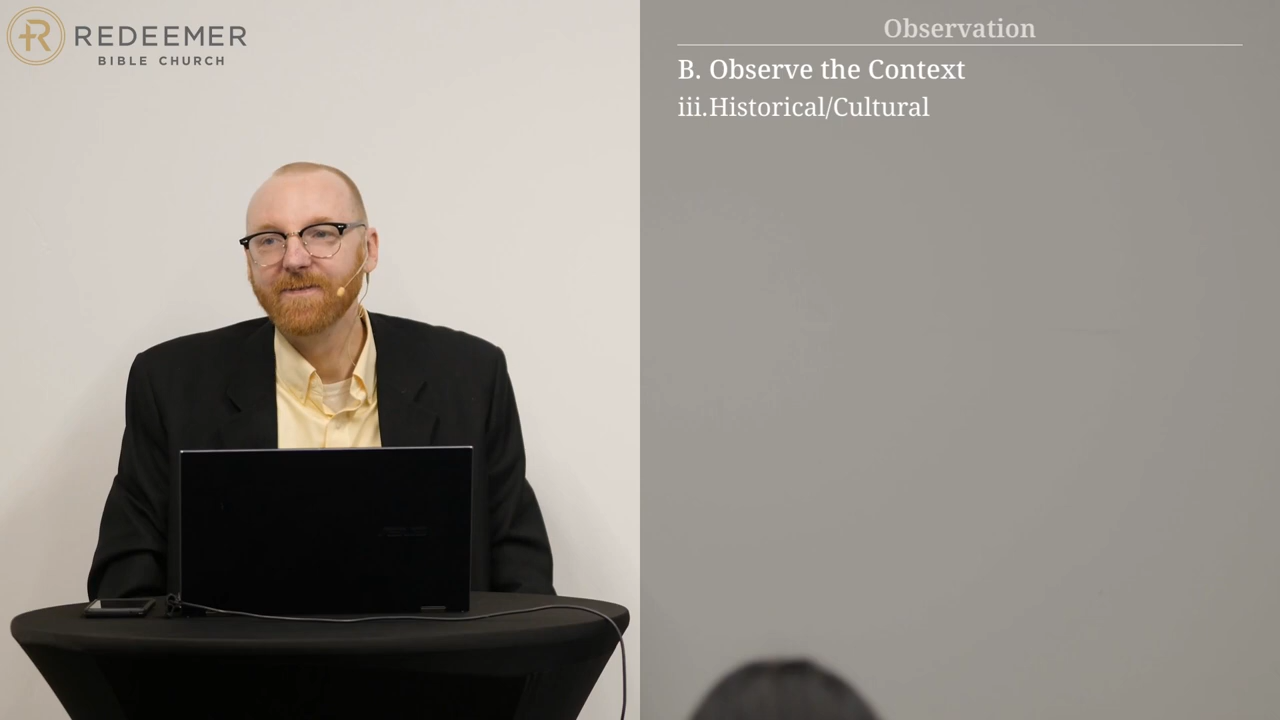 REDEEMER
BIBLE CHURCH
Observation
B. Observe the Context
iii.Historical/Cultural